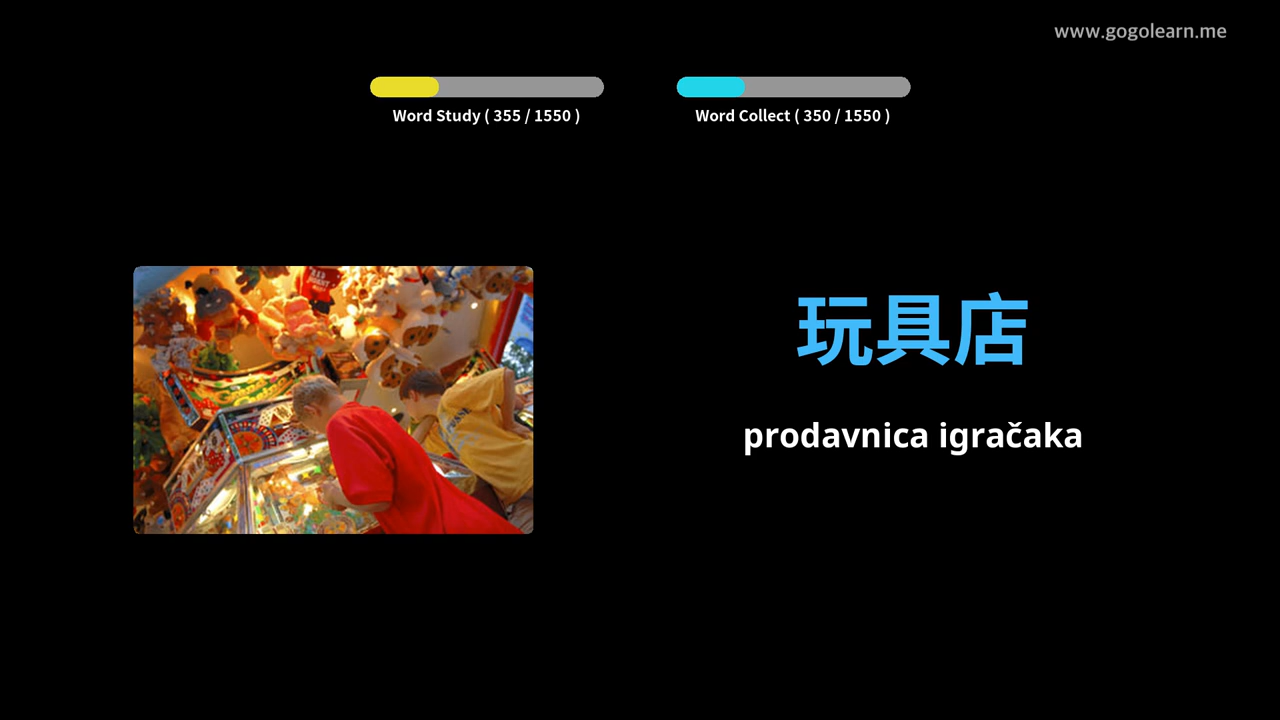 www.gogolearn.me
Word Study ( 355 / 1550 )
Word Collect ( 350 / 1550 )
玩具店
prodavnica igračaka